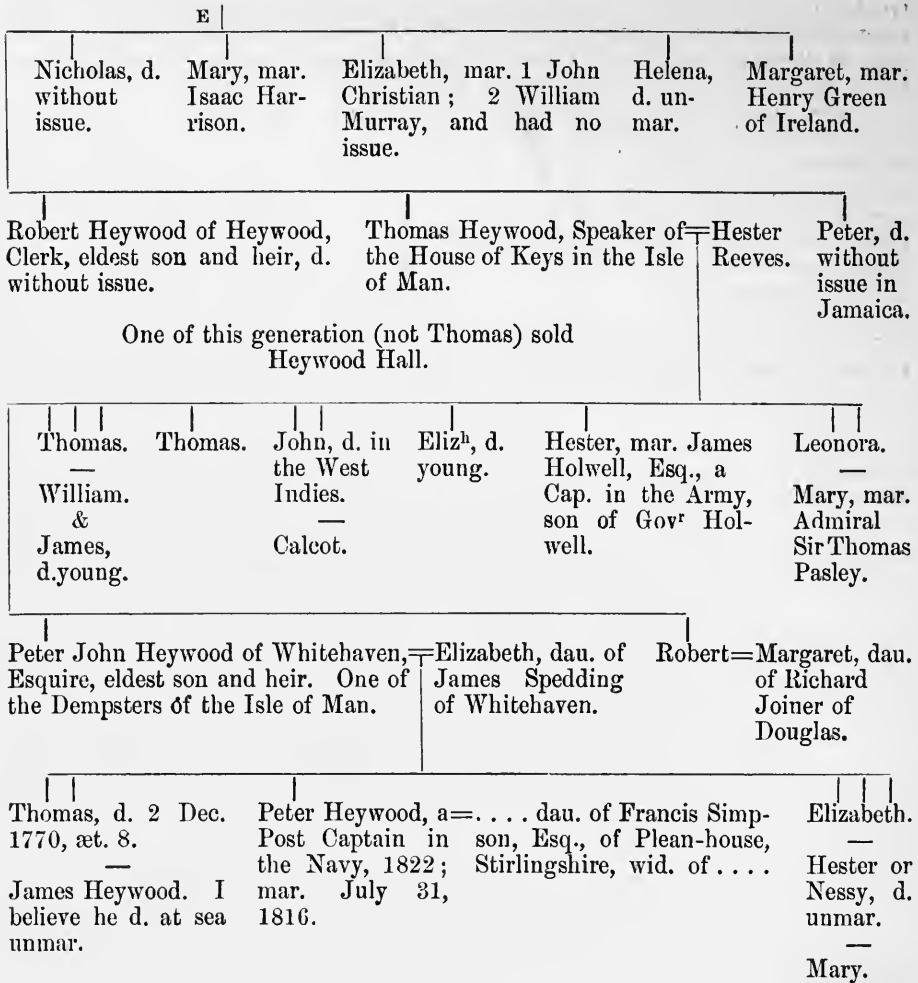 E
Nicholas, d.
without
issue.
Mary, mar.
Isaac Har-
rison.
Elizabeth, mar. 1 John
Christian; 2 William
Murray, and had no
issue.
Helena,
d. un-
mar.
Margaret, mar.
Henry Green
of Ireland.
Robert Heywood of Heywood,
Clerk, eldest son and heir, d.
without issue.
Thomas Heywood, Speaker of
the House of Keys in the Isle
of Man.
=Hester
Reeves.
Peter, d.
without
issue in
Jamaica.
One of this generation (not Thomas) sold
Heywood Hall.
Thomas.
—
William.
&
James,
d.young.
Thomas.
John, d. in
the West
Indies.
—
Calcot.
Elizʰ, d.
young.
Hester, mar. James
Holwell, Esq., a
Cap. in the Army,
son of Govʳ Hol-
well.
Leonora.
—
Mary, mar.
Admiral
Sir Thomas
Pasley.
Peter John Heywood of Whitehaven,
Esquire, eldest son and heir. One of
the Dempsters of the Isle of Man.
=Elizabeth, dau. of
James Spedding
of Whitehaven.
Robert=Margaret, dau.
of Richard
Joiner of
Douglas.
Thomas, d. 2 Dec.
1770, æt. 8.
—
James Heywood. I
believe he d. at sea
unmar.
Peter Heywood, a
Post Captain in
the Navy, 1822;
mar. July 31,
1816.
=. . . . dau. of Francis Simp-
son, Esq., of Plean-house,
Stirlingshire, wid. of . . . .
Elizabeth.
—
Hester or
Nessy, d.
unmar.
—
Mary.